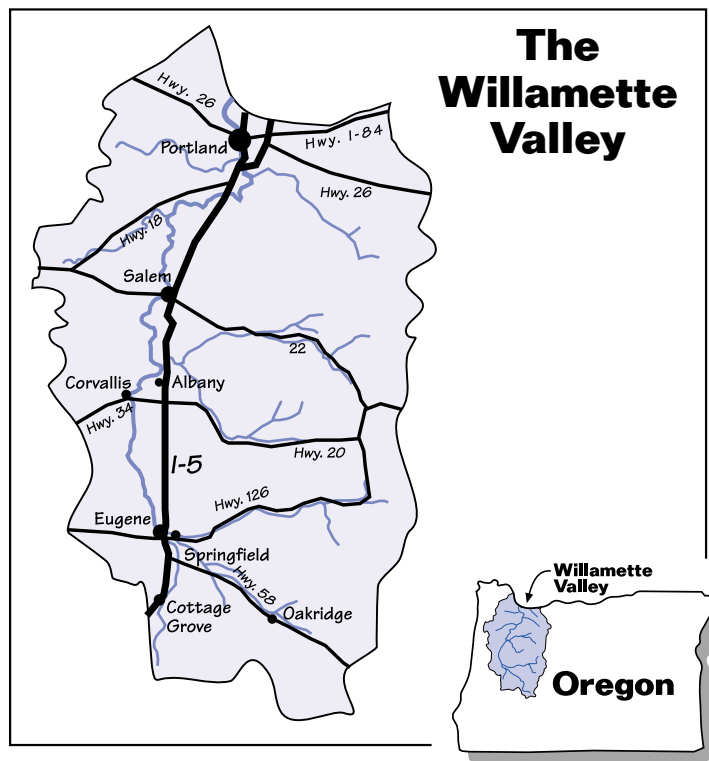 The
Willamette
Valley
Hwy. 26
Portland
Hwy. I-84
Hwy. 26
Hwy. 18
Salem
22
Corvallis
Albany
Hwy. 34
I-5
Hwy. 20
Hwy. 126
Eugene
Springfield
Hwy. 58
Cottage
Grove
Oakridge
Willamette
Valley
Oregon